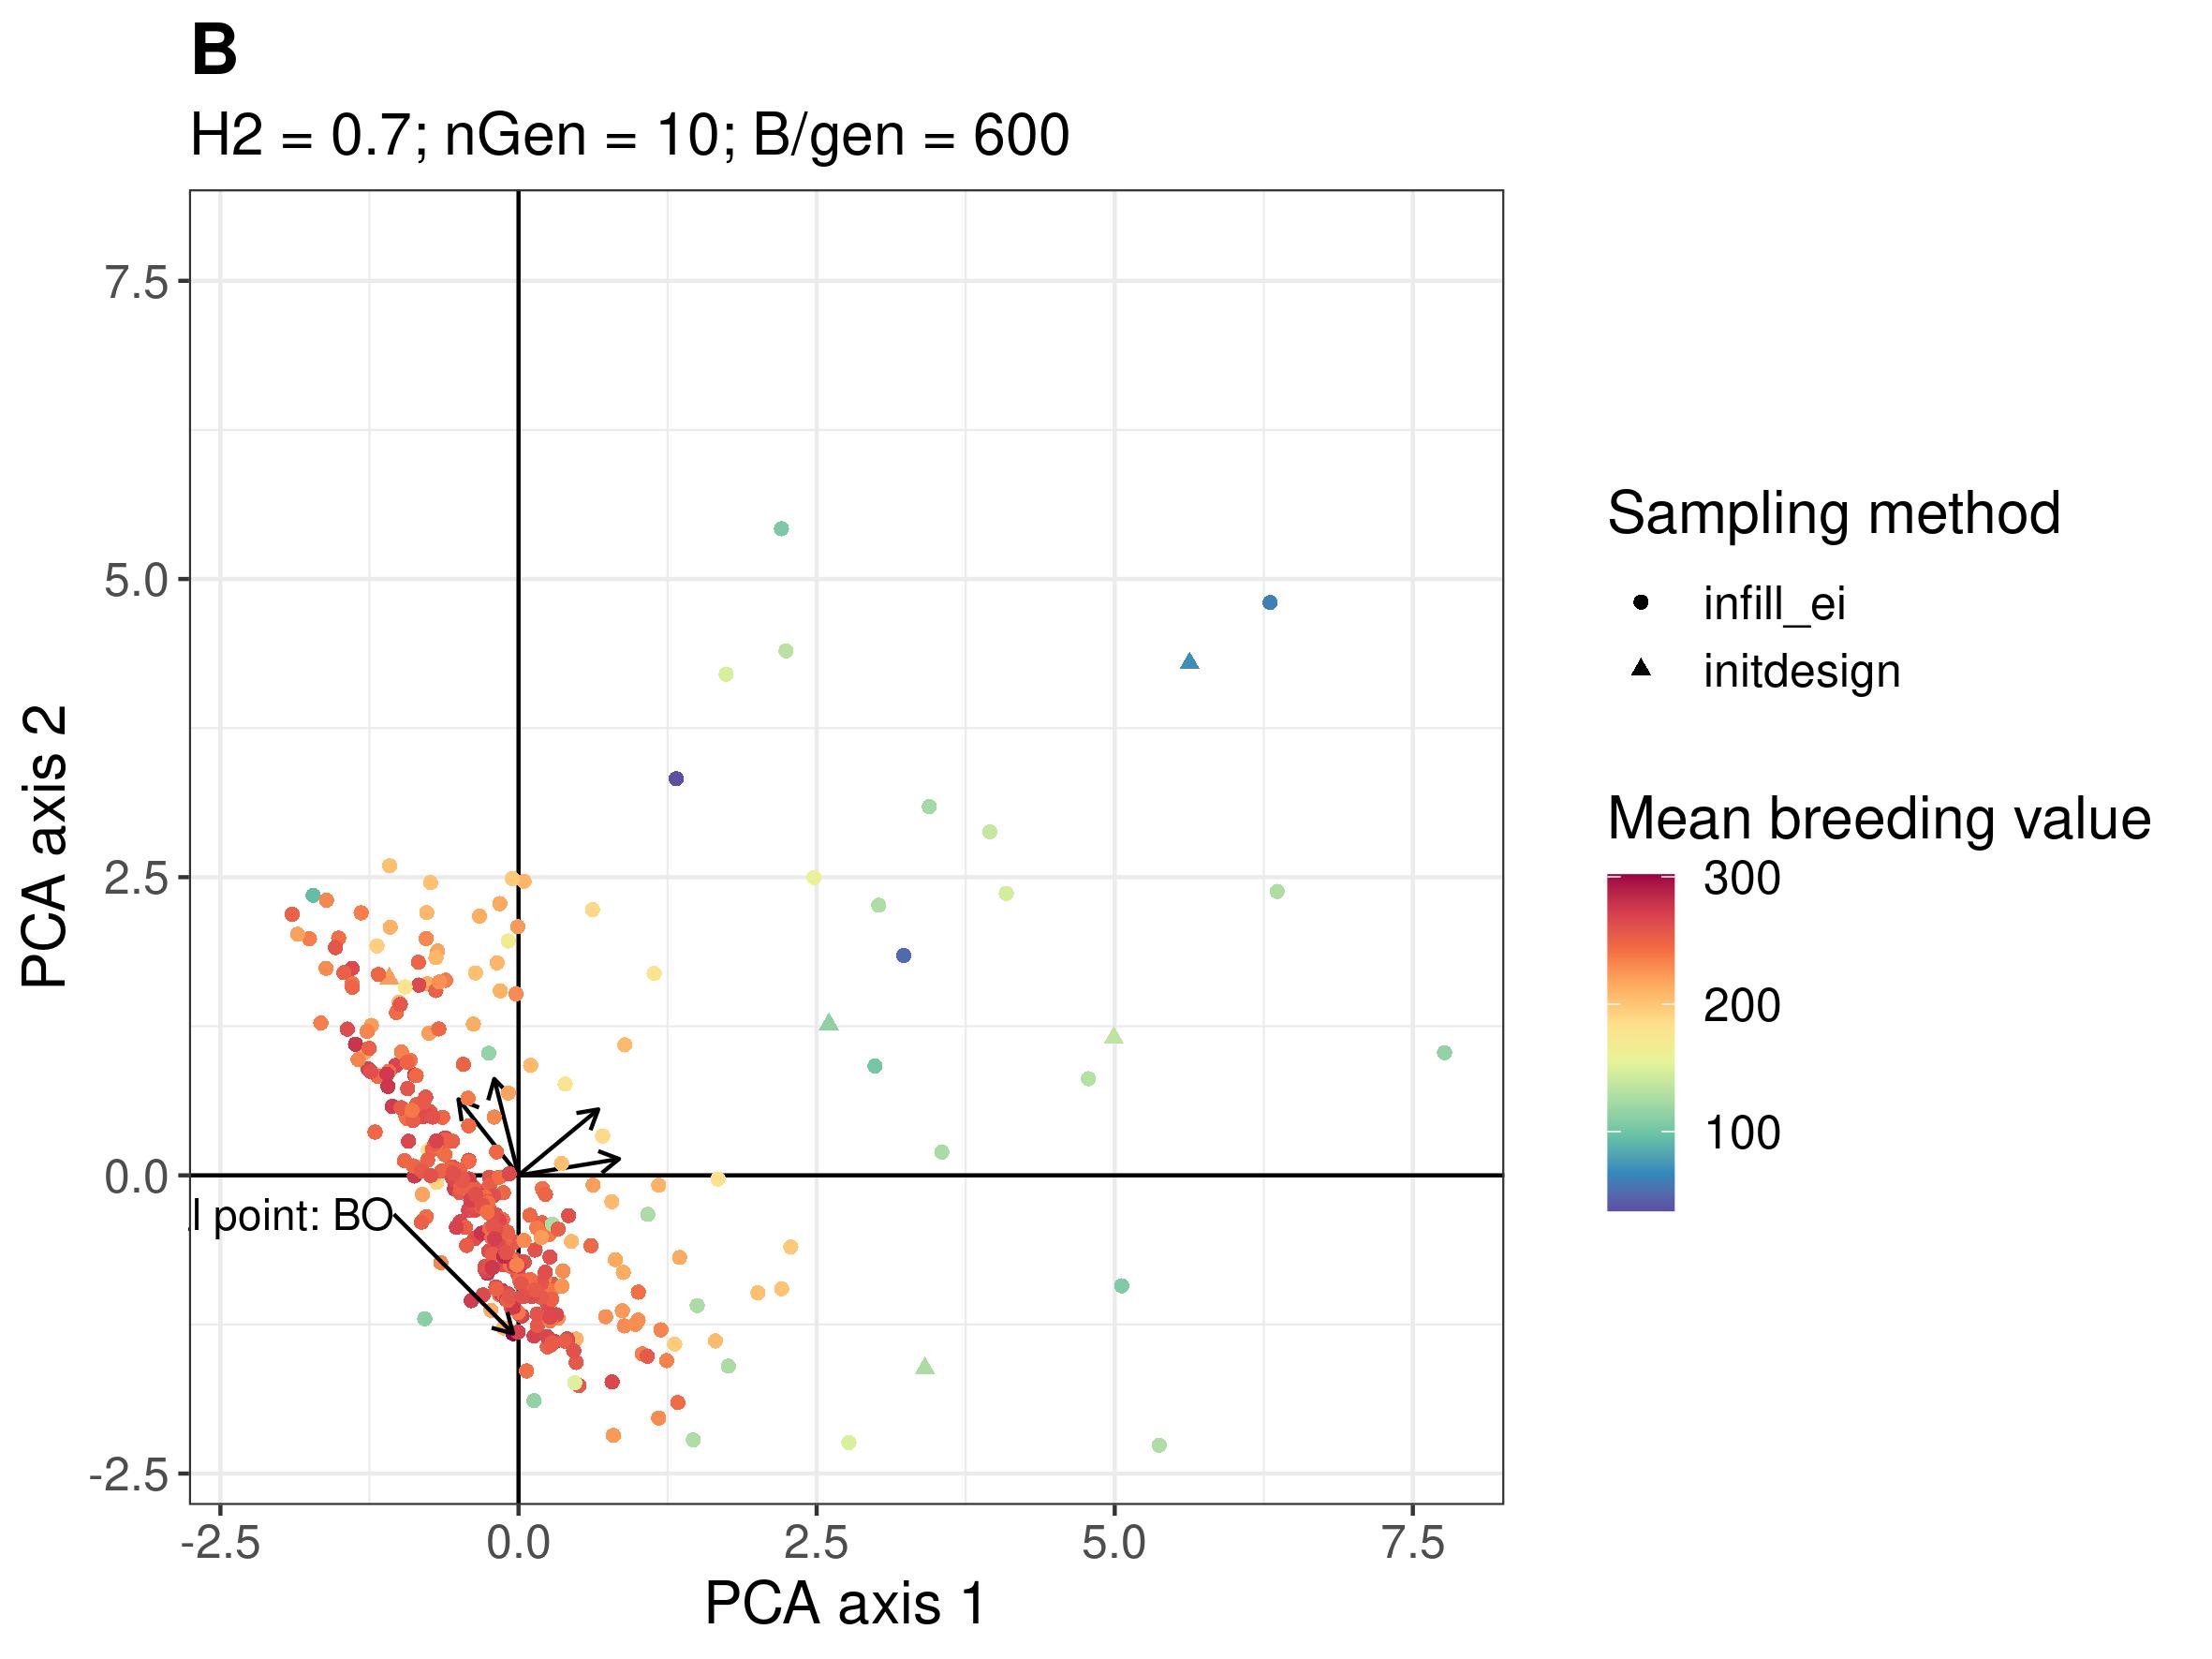 B
H2 = 0.7; nGen = 10; B/gen = 600
PCA axis 2
7.5
5.0
2.5
0.0
-2.5
l point: BO
-2.5
0.0
2.5
5.0
7.5
PCA axis 1
Sampling method
infill_ei
initdesign
Mean breeding value
300
200
100